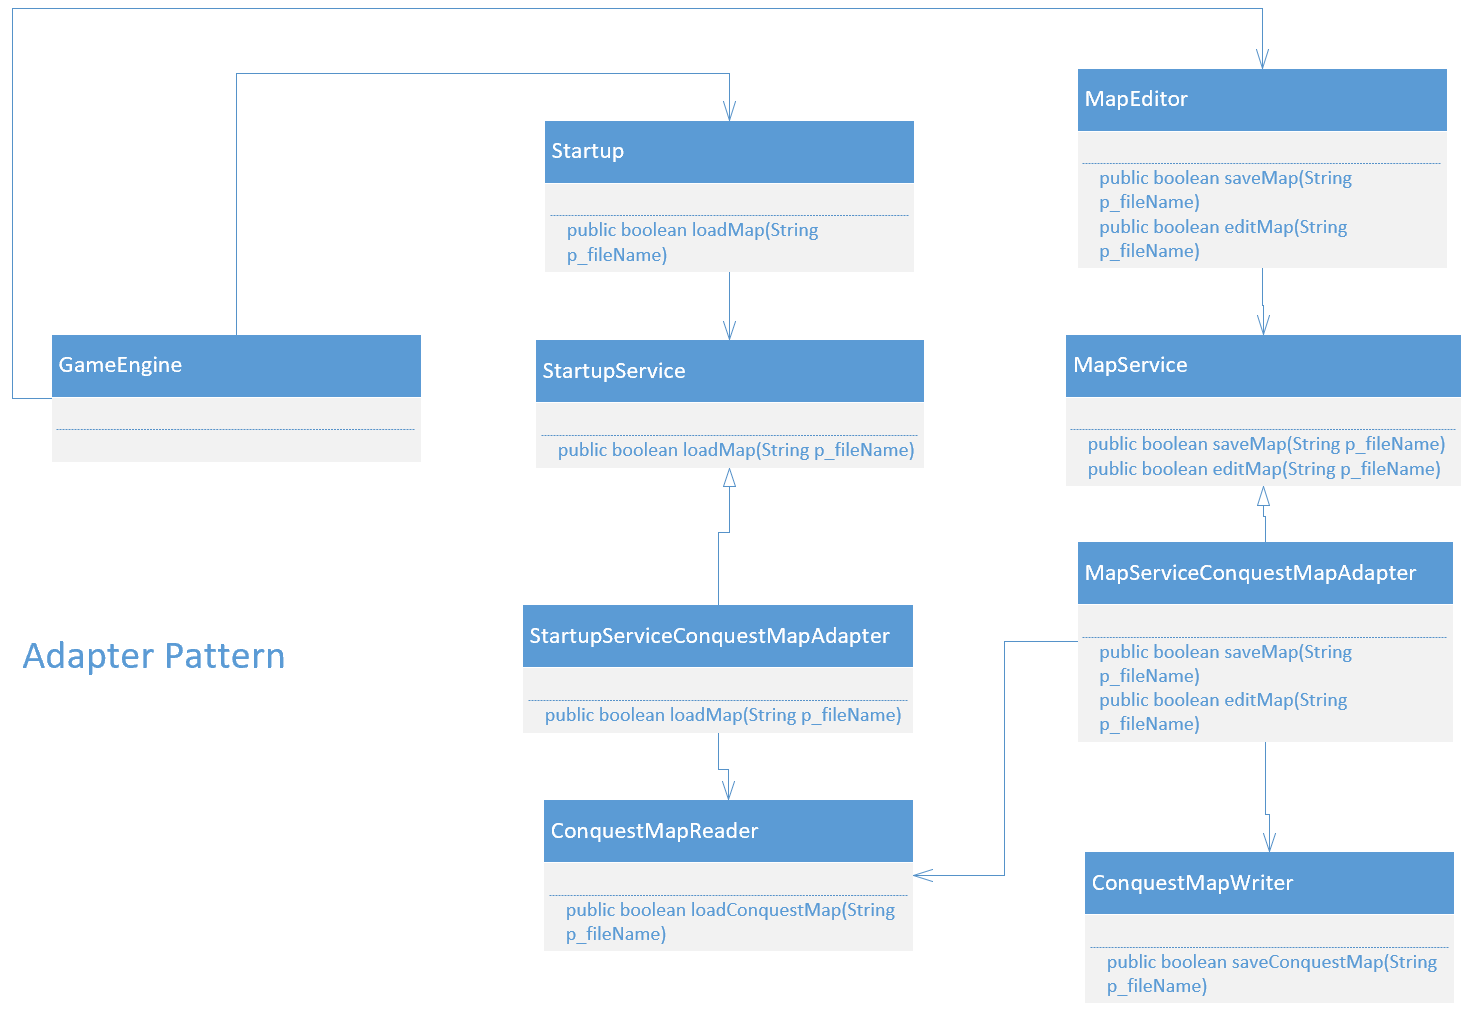 MapEditor
public boolean saveMap(String
p_fileName)
public boolean editMap(String
p_fileName)
Startup
public boolean loadMap(String
p_fileName)
GameEngine
StartupService
public boolean loadMap(String p_fileName)
MapService
public boolean saveMap(String p_fileName)
public boolean editMap(String p_fileName)
Adapter Pattern
StartupServiceConquestMapAdapter
public boolean loadMap(String p_fileName)
MapServiceConquestMapAdapter
public boolean saveMap(String
p_fileName)
public boolean editMap(String
p_fileName)
ConquestMapReader
public boolean loadConquestMap(String
p_fileName)
ConquestMapWriter
public boolean saveConquestMap(String
p_fileName)